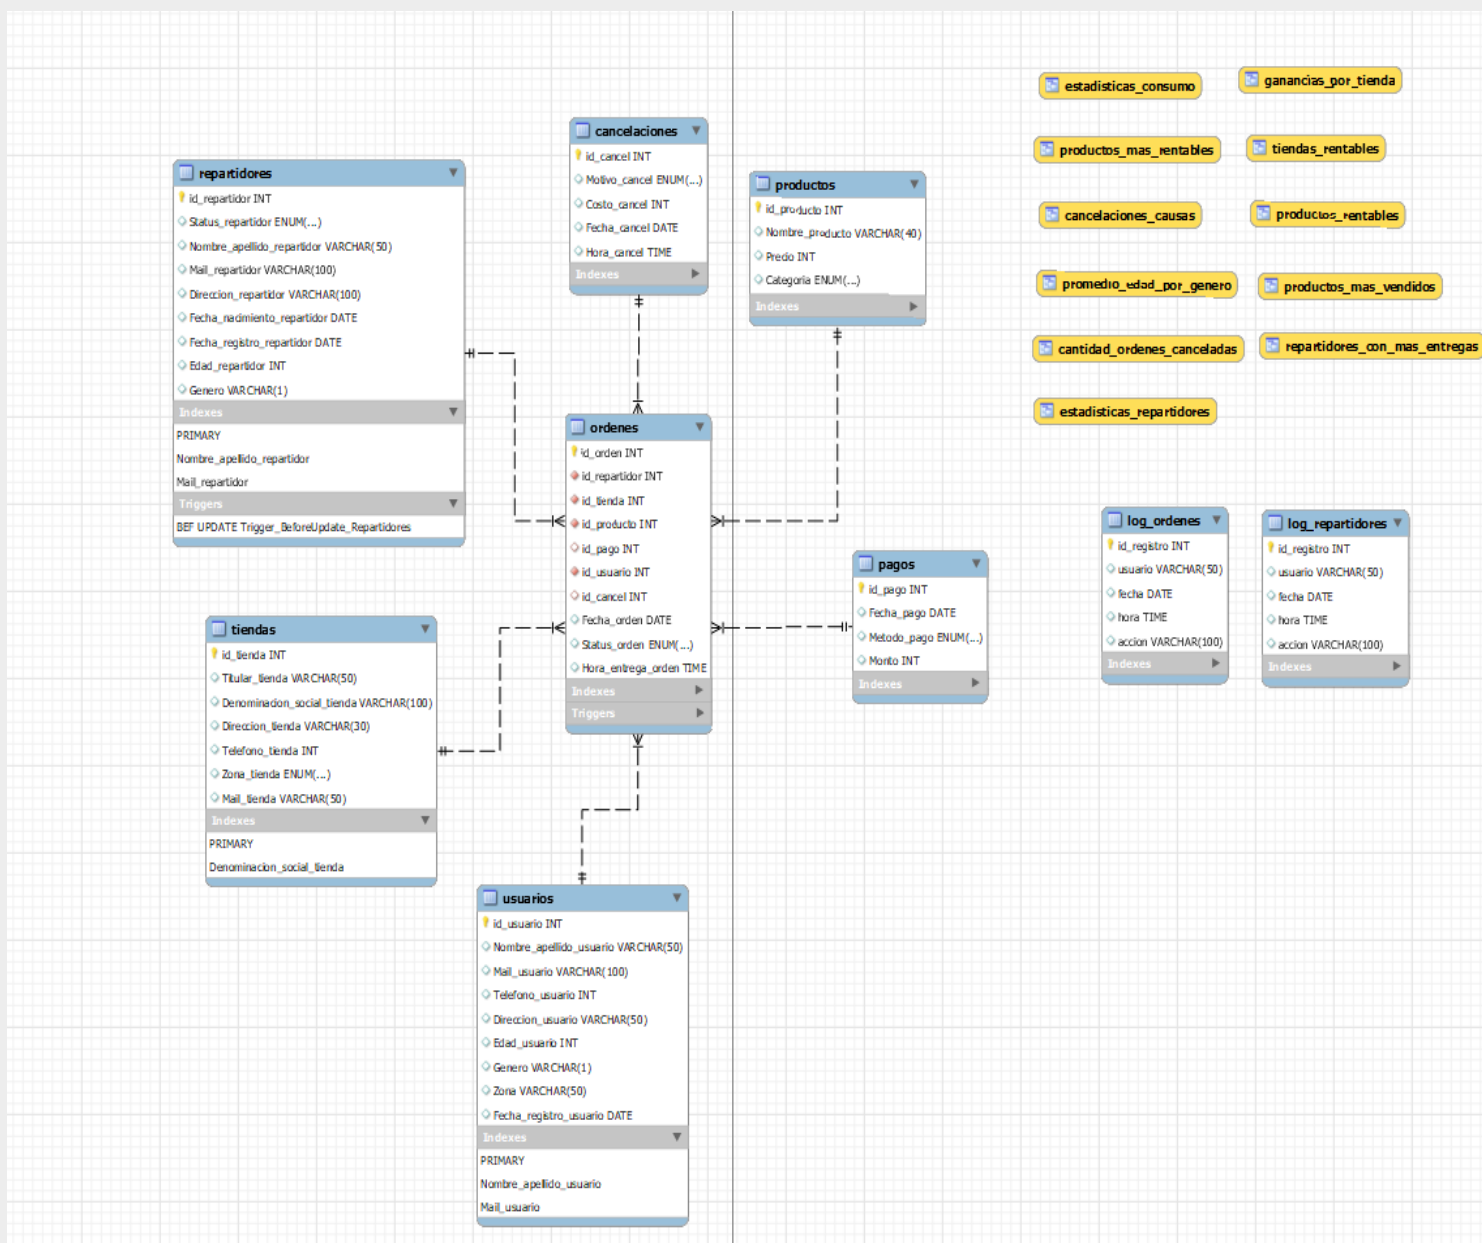 repartidores
id_repartidor INT
Status_repartidor ENUM(...)
Nombre_apellido_repartidor VARCHAR(50)
Mail_repartidor VARCHAR(100)
Direccion_repartidor VARCHAR(100)
Fecha_nacimiento_repartidor DATE
Fecha_registro_repartidor DATE
Edad_repartidor INT
Genero VARCHAR(1)
Indexes
PRIMARY
Nombre_apellido_repartidor
Mail_repartidor
Triggers
BEF UPDATE Trigger_BeforeUpdate_Repartidores
tiendas
id_tienda INT
Titular_tienda VARCHAR(50)
Denominacion_social_tienda VARCHAR(100)
Direccion_tienda VARCHAR(30)
Telefono_tienda INT
Zona_tienda ENUM(...)
Mail_tienda VARCHAR(50)
Indexes
PRIMARY
Denominacion_social_tienda
cancelaciones
id_cancel INT
Motivo_cancel ENUM(...)
Costo_cancel INT
Fecha_cancel DATE
Hora_cancel TIME
Indexes
ordenes
id_orden INT
id_repartidor INT
id_tienda INT
id_producto INT
id_pago INT
id_usuario INT
id_cancel INT
Fecha_orden DATE
Status_orden ENUM(...)
Hora_entrega_orden TIME
Indexes
Triggers
usuarios
id_usuario INT
Nombre_apellido_usuario VARCHAR(50)
Mail_usuario VARCHAR(100)
Telefono_usuario INT
Direccion_usuario VARCHAR(50)
Edad_usuario INT
Genero VARCHAR(1)
Zona VARCHAR(50)
Fecha_registro_usuario DATE
Indexes
PRIMARY
Nombre_apellido_usuario
Mail_usuario
productos
id_producto INT
Nombre_producto VARCHAR(40)
Precio INT
Categoria ENUM(...)
Indexes
pagos
id_pago INT
Fecha_pago DATE
Metodo_pago ENUM(...)
Monto INT
Indexes
estadisticas_consumo
ganancias_por_tienda
productos_mas_rentables
tiendas_rentables
cancelaciones_causas
productos_rentables
promedio_edad_por_genero
productos_mas_vendidos
cantidad_ordenes_canceladas
repartidores_con_mas_entregas
estadisticas_repartidores
log_ordenes
id_registro INT
usuario VARCHAR(50)
fecha DATE
hora TIME
accion VARCHAR(100)
Indexes
log_repartidores
id_registro INT
usuario VARCHAR(50)
fecha DATE
hora TIME
accion VARCHAR(100)
Indexes